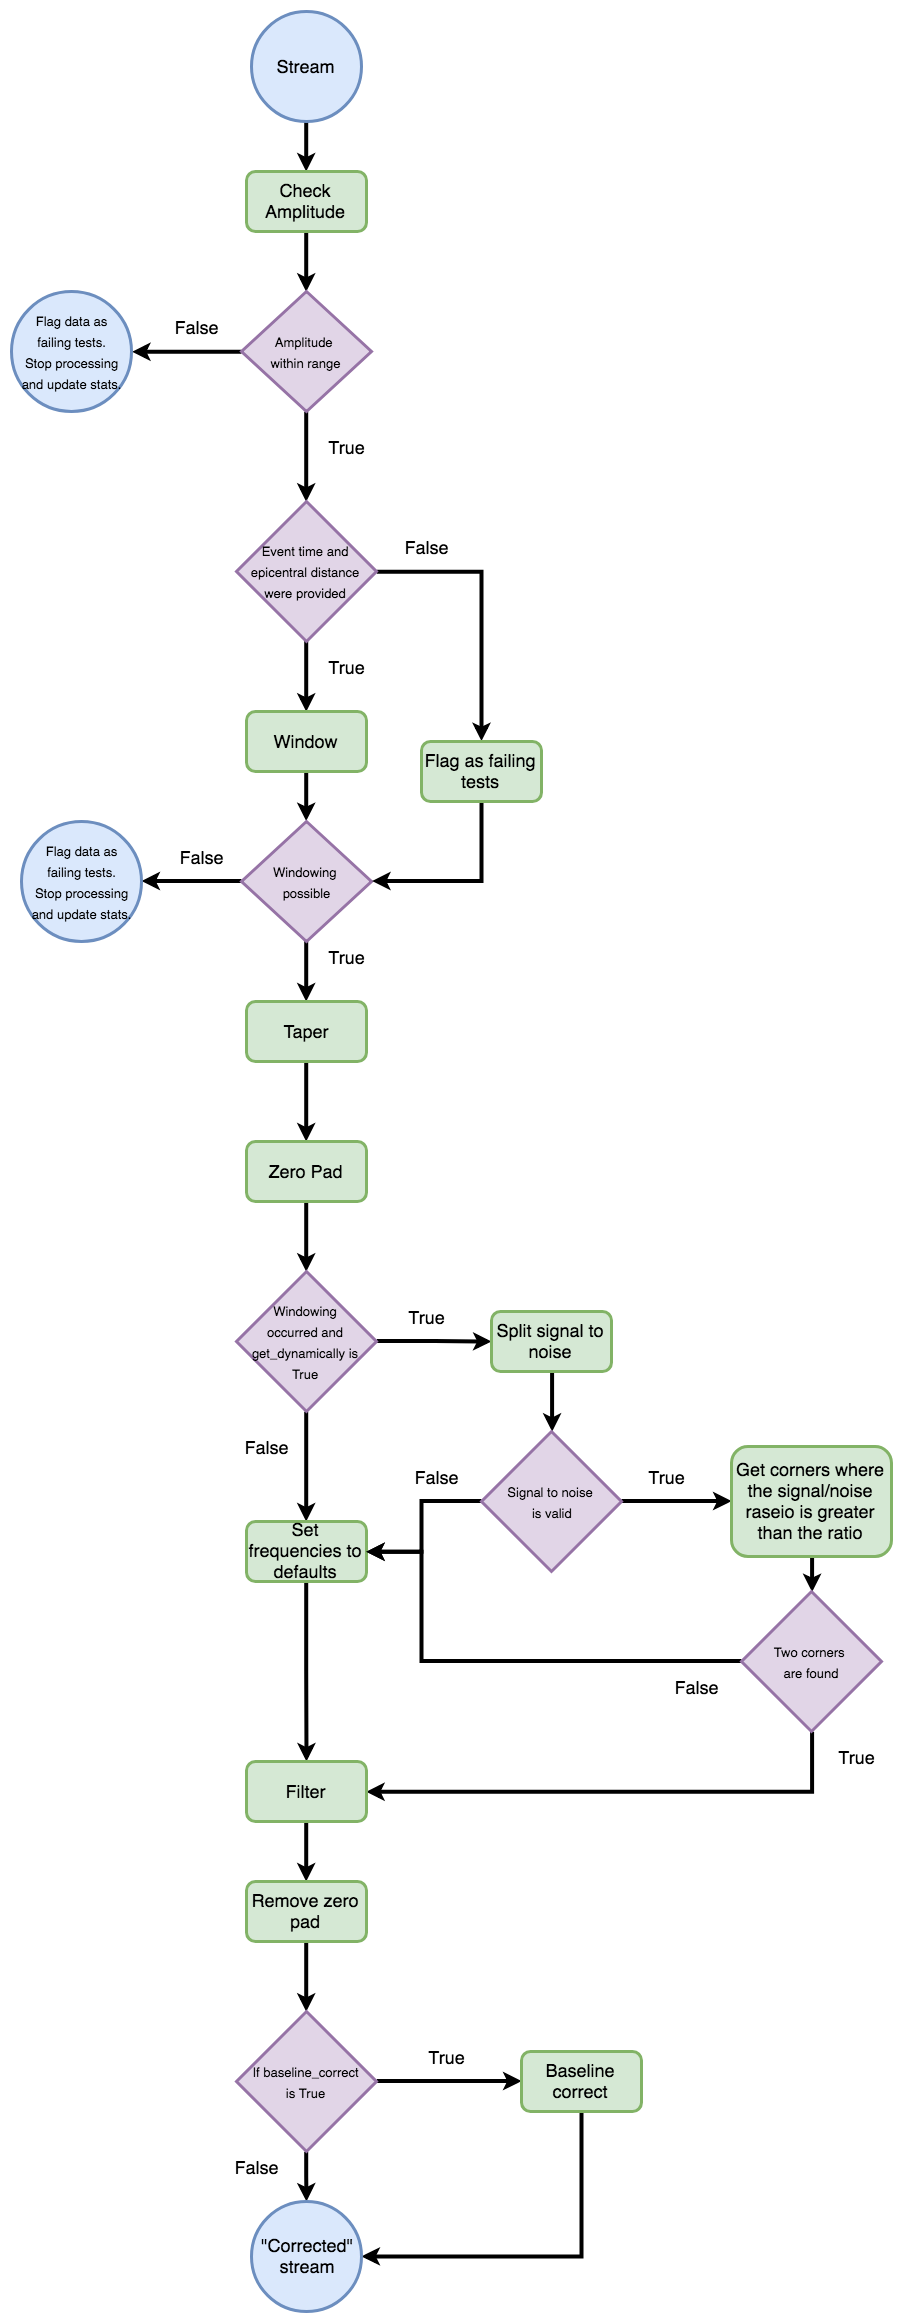 Stream
Check
Amplitude
Amplitude
within range
False
Flag data as
failing tests.
Stop processing
and update stats.
True
Event time and
epicentral distance
were provided
False
True
Window
Flag as failing
tests
Windowing
possible
False
Flag data as
failing tests.
Stop processing
and update stats.
True
Taper
Zero Pad
Windowing
occurred and
get_dynamically is
True
True
Split signal to
noise
False
Signal to noise
is valid
False
True
Get corners where
the signal/noise
raseio is greater
than the ratio
Set
frequencies to
defaults
Two corners
are found
False
True
Filter
Remove zero
pad
If baseline_correct
is True
True
Baseline
correct
False
"Corrected"
stream